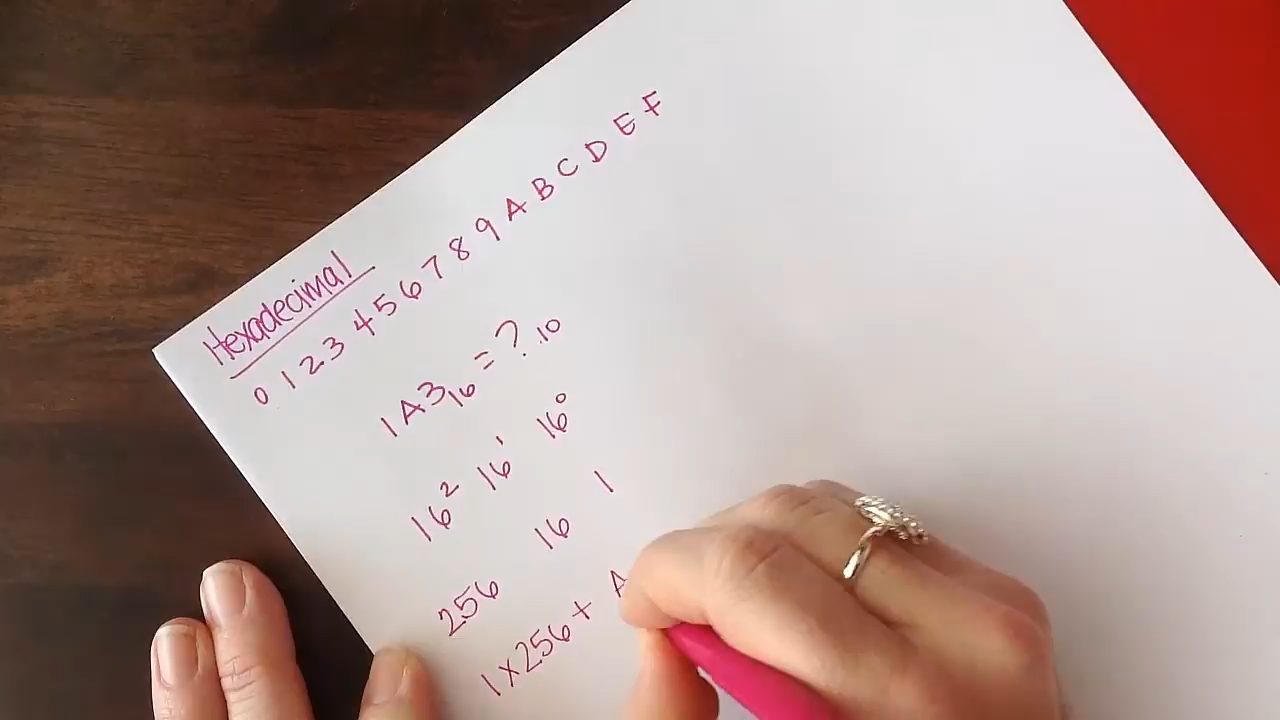 Hexadecimal
0 1 2 3 4 5 6 7 8 9 A B C D E F
1A3₁₆ = ?₁₀
16² 16¹ 16⁰
256 16 1
1×256+ A